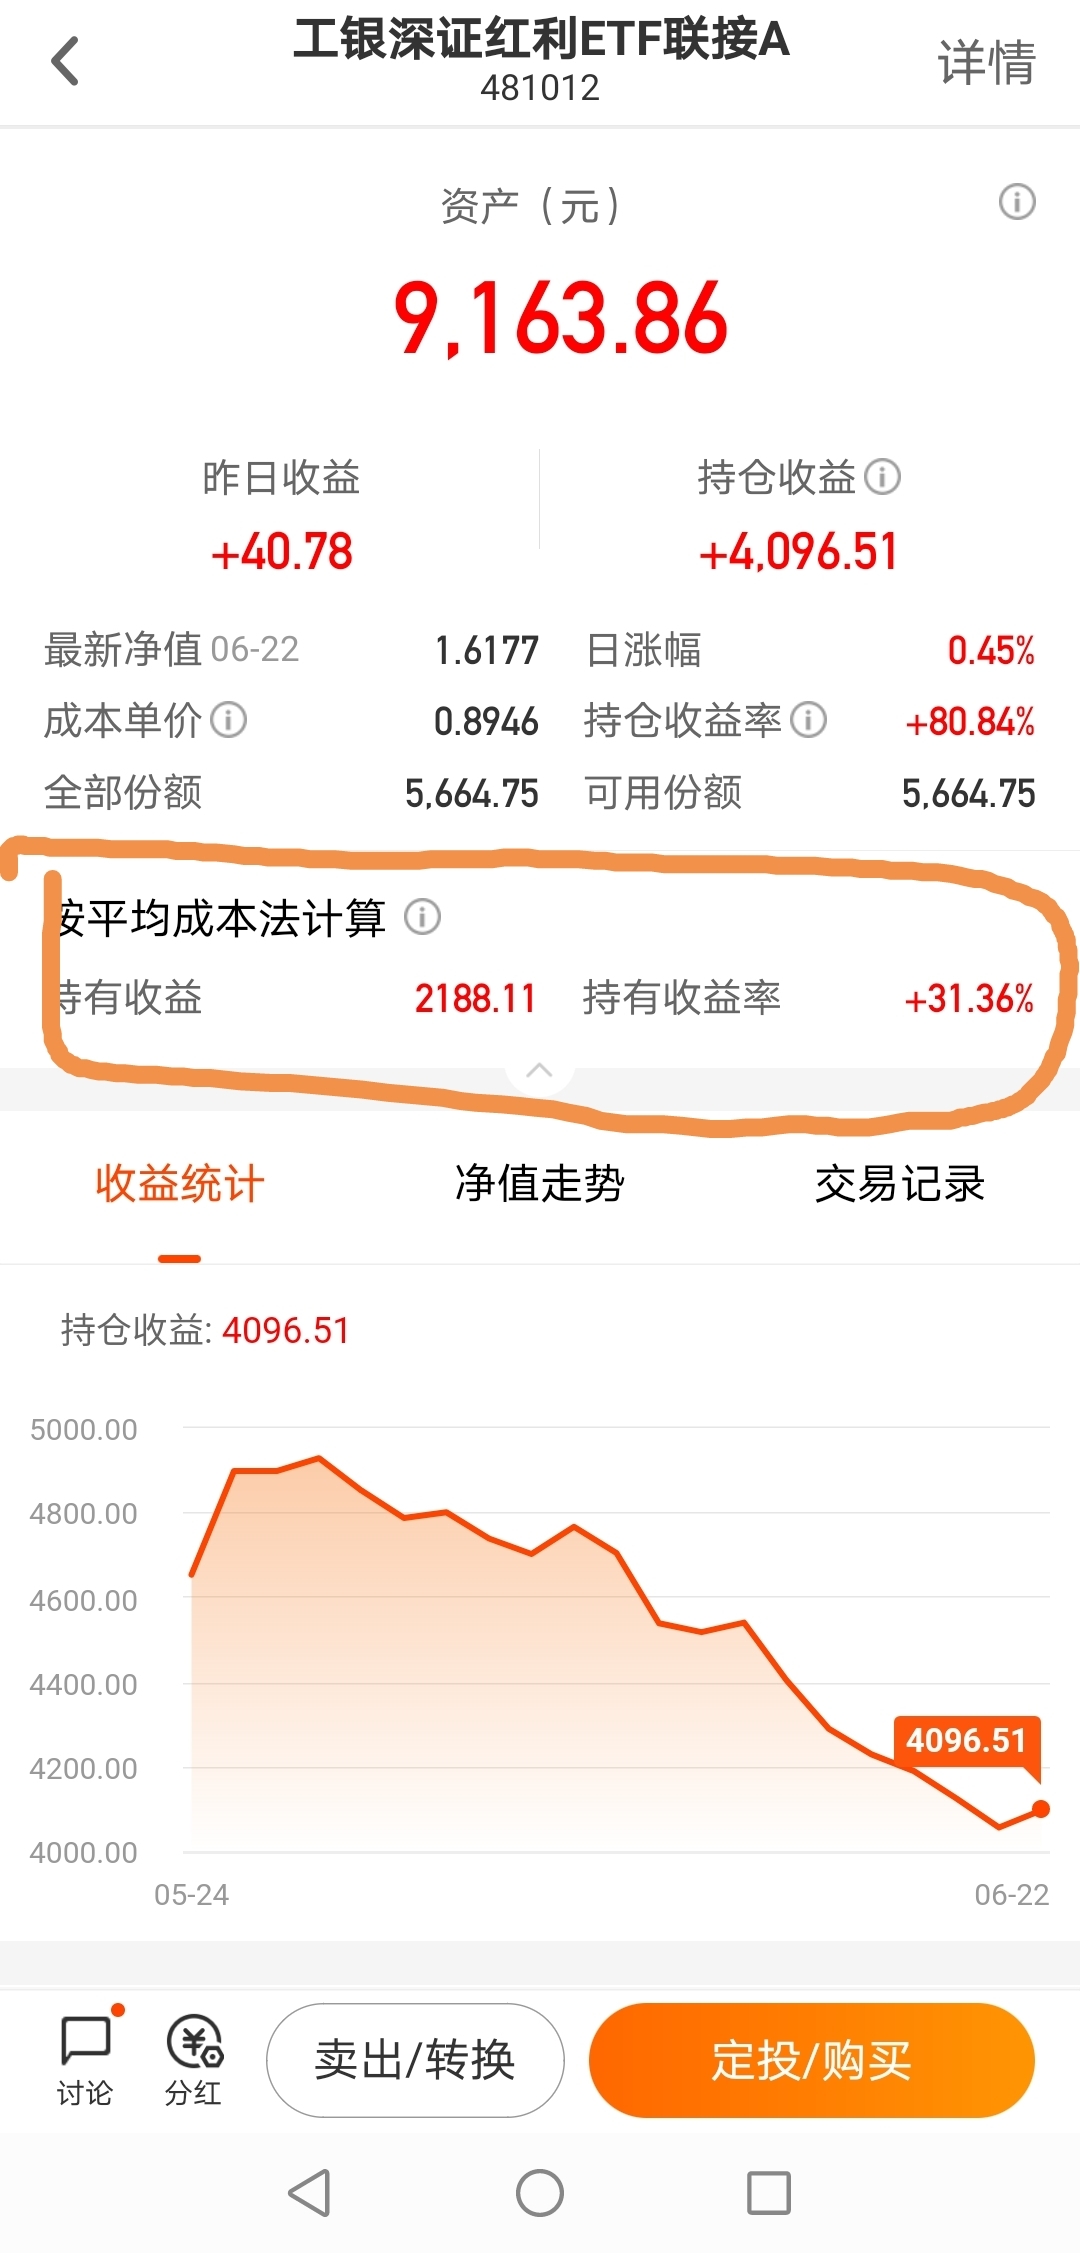 工银深证红利ETF联接A
481012
详情
资产（元）
9,163.86
昨日收益
+40.78
持仓收益
+4,096.51
最新净值 06-22 1.6177 日涨幅 0.45%
成本单价 0.8946 持仓收益率 +80.84%
全部份额 5,664.75 可用份额 5,664.75
按平均成本法计算
持有收益 2188.11 持有收益率 +31.36%
收益统计 净值走势 交易记录
持仓收益: 4096.51
5000.00
4800.00
4600.00
4400.00
4096.51
4200.00
4000.00
05-24 06-22
讨论 分红 卖出/转换 定投/购买